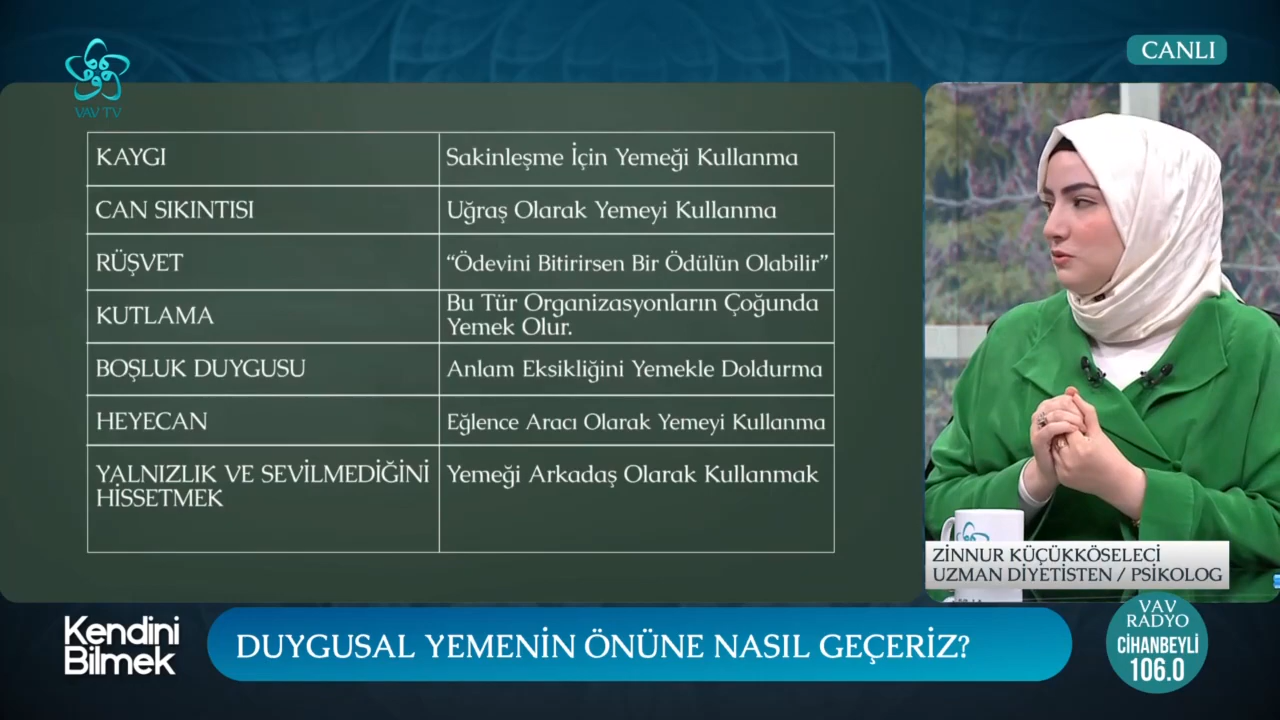 CANLI
VAV TV
KAYGI
Sakinleşme İçin Yemeği Kullanma
CAN SIKINTISI
Uğraş Olarak Yemeyi Kullanma
RÜŞVET
“Ödevini Bitirirsen Bir Ödülün Olabilir”
KUTLAMA
Bu Tür Organizasyonların Çoğunda
Yemek Olur.
BOŞLUK DUYGUSU
Anlam Eksikliğini Yemekle Doldurma
HEYECAN
Eğlence Aracı Olarak Yemeyi Kullanma
YALNIZLIK VE SEVİLMEDİĞİNİ
HİSSETMEK
Yemeği Arkadaş Olarak Kullanmak
ZİNNUR KÜÇÜKKÖSELECİ
UZMAN DİYETİSTEN / PSİKOLOG
Kendini
Bilmek
DUYGUSAL YEMENİN ÖNÜNE NASIL GEÇERİZ?
VAV
RADYO
CİHANBEYLİ
106.0